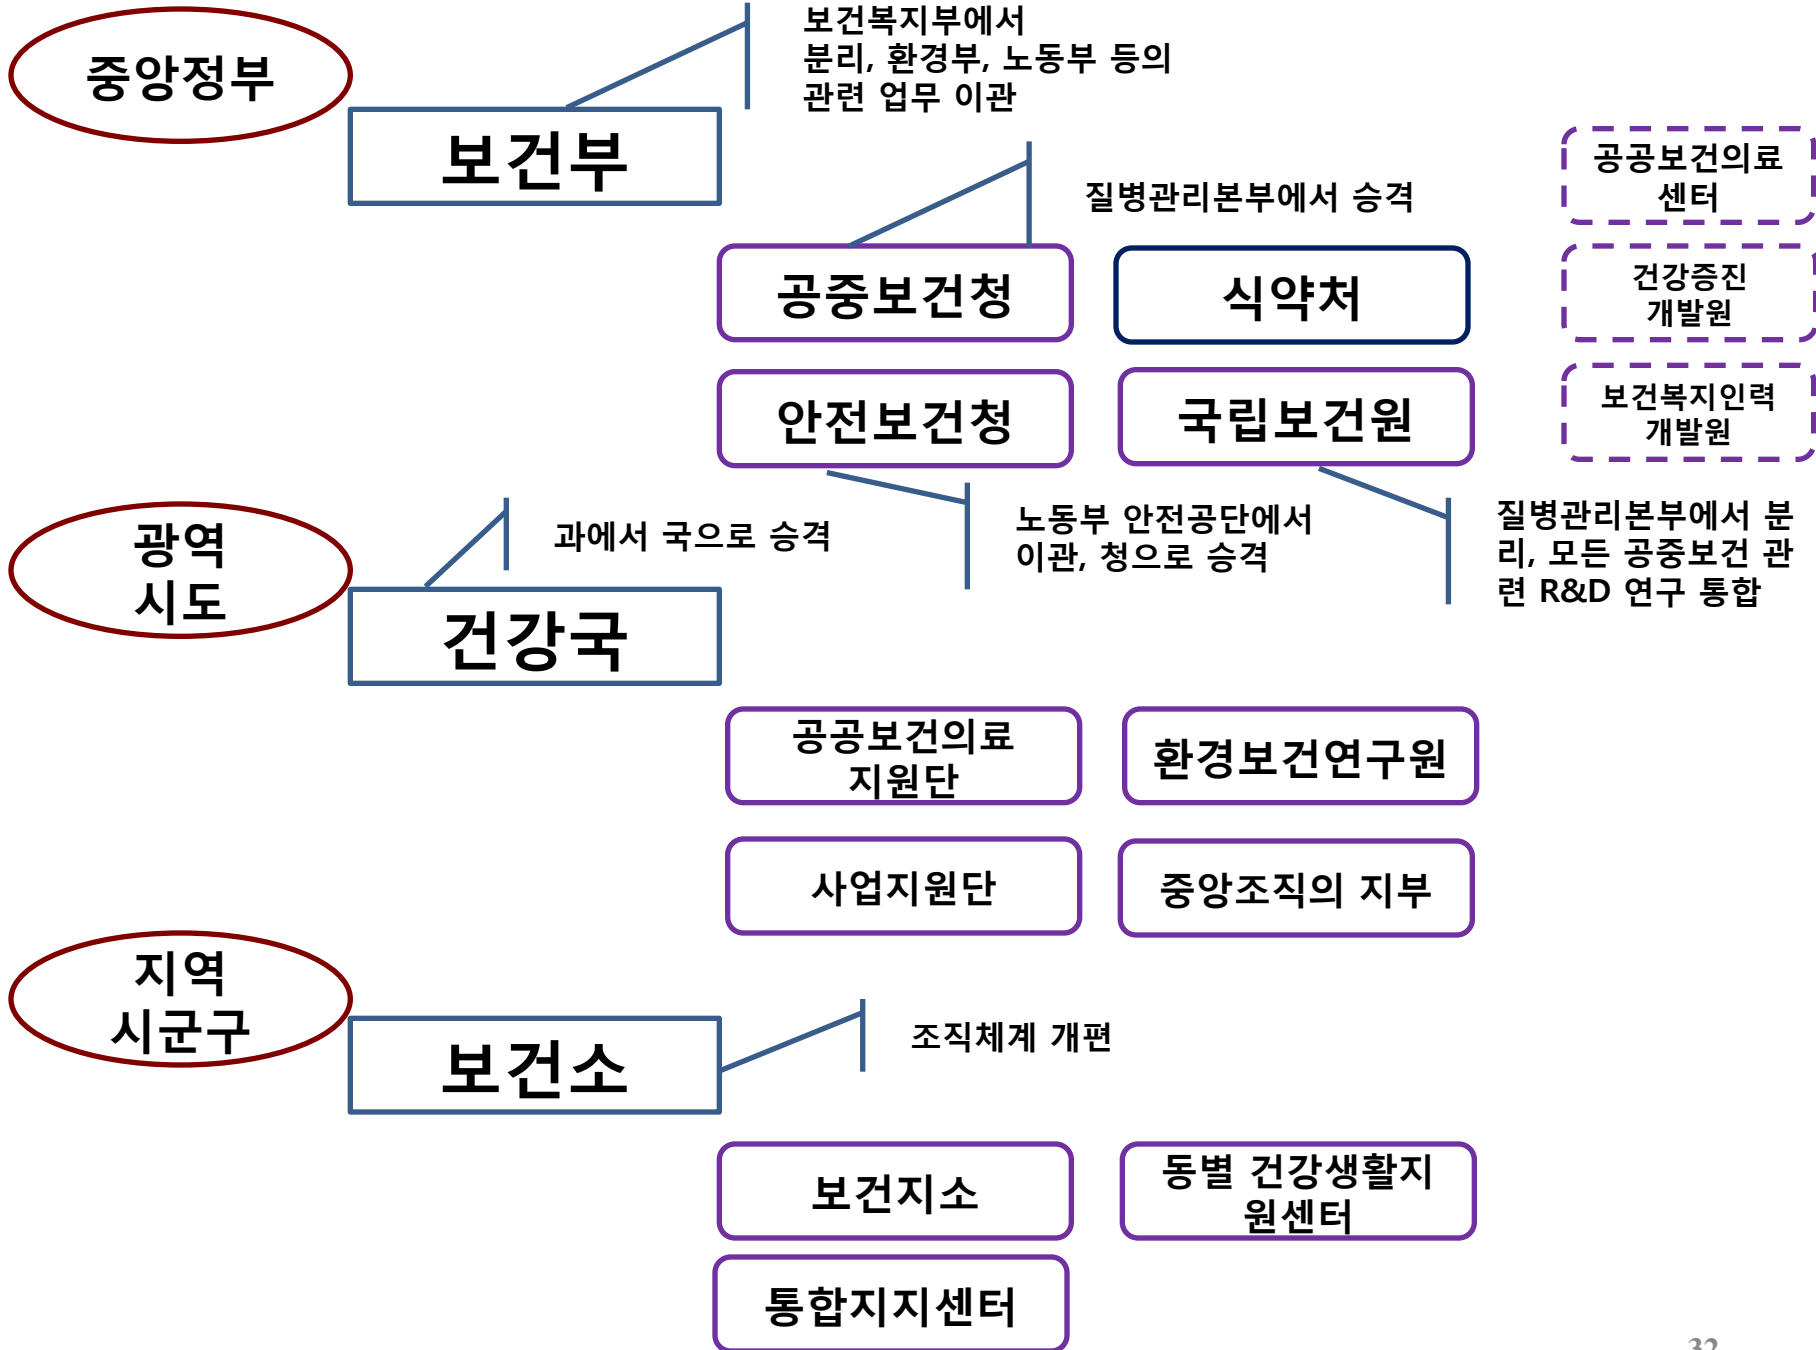 중앙정부
보건복지부에서
분리, 환경부, 노동부 등의
관련 업무 이관
보건부
공공보건의료
센터
질병관리본부에서 승격
공중보건청
식약처
건강증진
개발원
안전보건청
국립보건원
보건복지인력
개발원
광역
시도
과에서 국으로 승격
노동부 안전공단에서
이관, 청으로 승격
질병관리본부에서 분
리, 모든 공중보건 관
련 R&D 연구 통합
건강국
공공보건의료
지원단
환경보건연구원
사업지원단
중앙조직의 지부
지역
시군구
보건소
조직체계 개편
보건지소
동별 건강생활지
원센터
통합지지센터
32